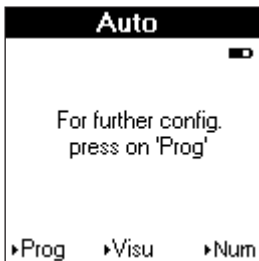 Auto
For further config.
press on 'Prog'
▸Prog ▸Visu ▸Num